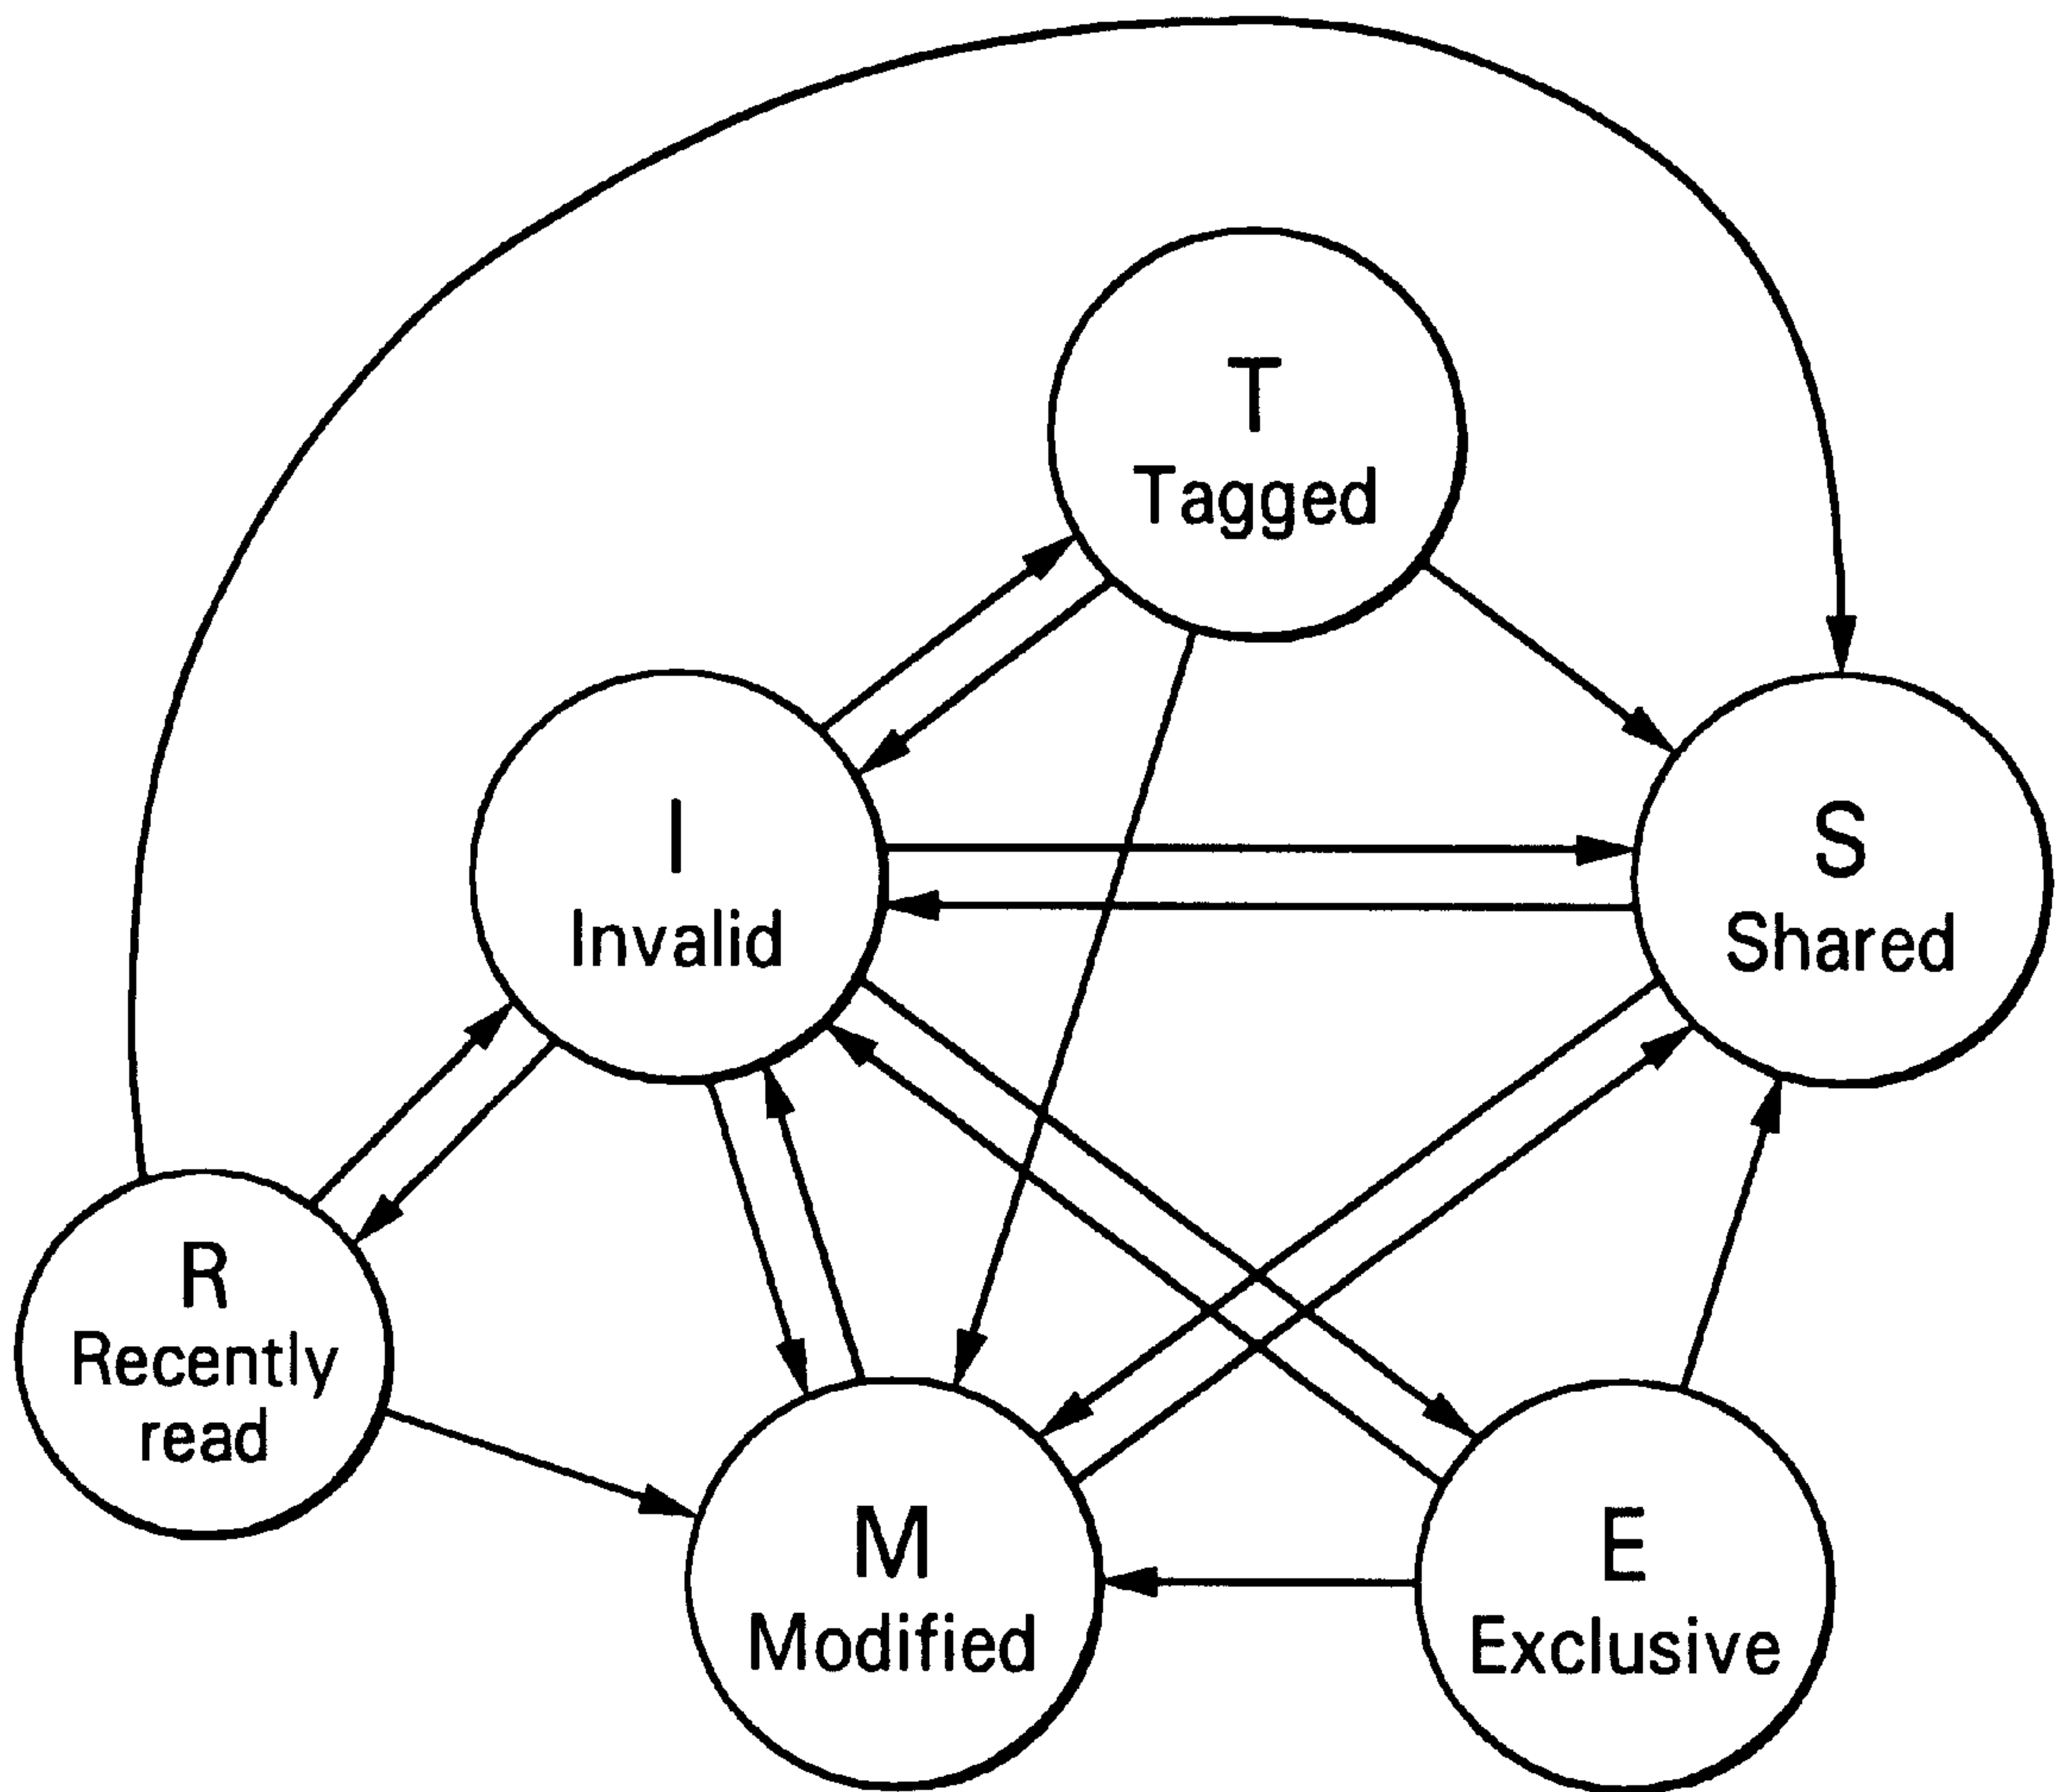 T
Tagged
I
Invalid
S
Shared
R
Recently
read
M
Modified
E
Exclusive